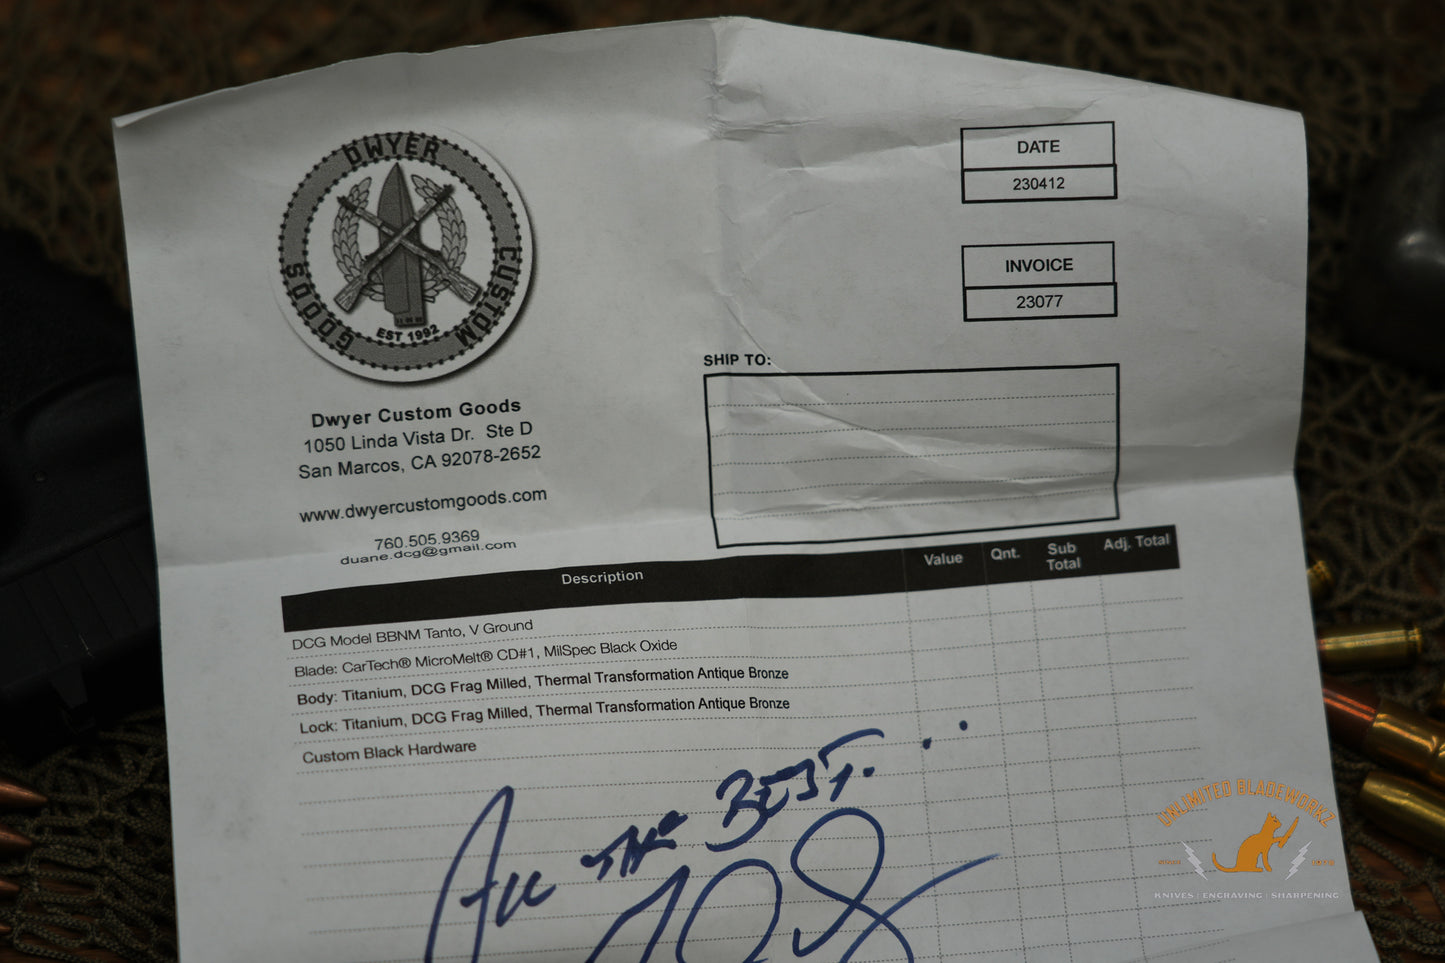 DWYER
CUSTOM
GOODS
EST 1992
Dwyer Custom Goods
1050 Linda Vista Dr. Ste D
San Marcos, CA 92078-2652
www.dwyercustomgoods.com
760.505.9369
duane.dcg@gmail.com
DATE
230412
INVOICE
23077
SHIP TO:
Description Value Qnt. Sub Total Adj. Total
DCG Model BBNM Tanto, V Ground
Blade: CarTech® MicroMelt® CD#1, MilSpec Black Oxide
Body: Titanium, DCG Frag Milled, Thermal Transformation Antique Bronze
Lock: Titanium, DCG Frag Milled, Thermal Transformation Antique Bronze
Custom Black Hardware
All THE BEST...
UNLIMITED BLADEWORKZ
SINCE
KNIVES | ENGRAVING | SHARPENING